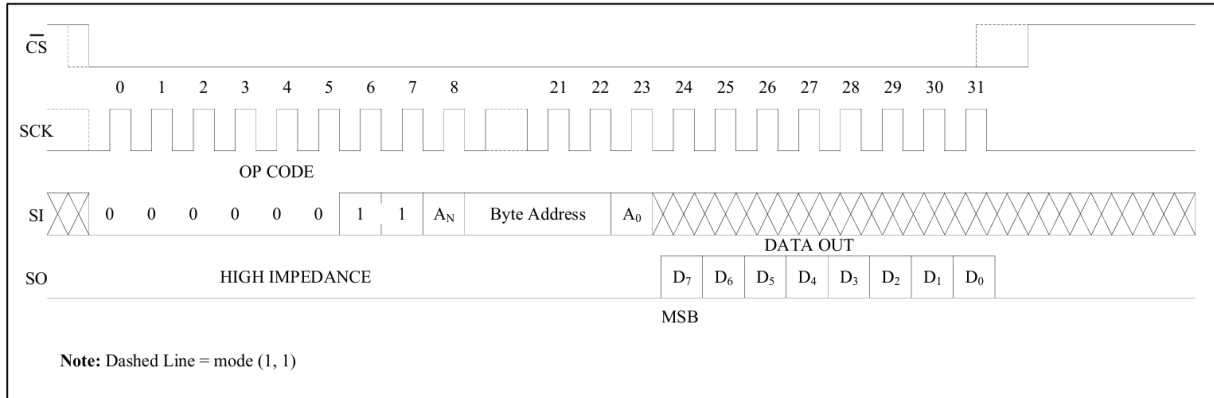 CS
0 1 2 3 4 5 6 7 8 21 22 23 24 25 26 27 28 29 30 31
SCK
OP CODE
SI 0 0 0 0 0 0 1 1 AN Byte Address A0
DATA OUT
SO HIGH IMPEDANCE D7 D6 D5 D4 D3 D2 D1 D0
MSB
Note: Dashed Line = mode (1, 1)